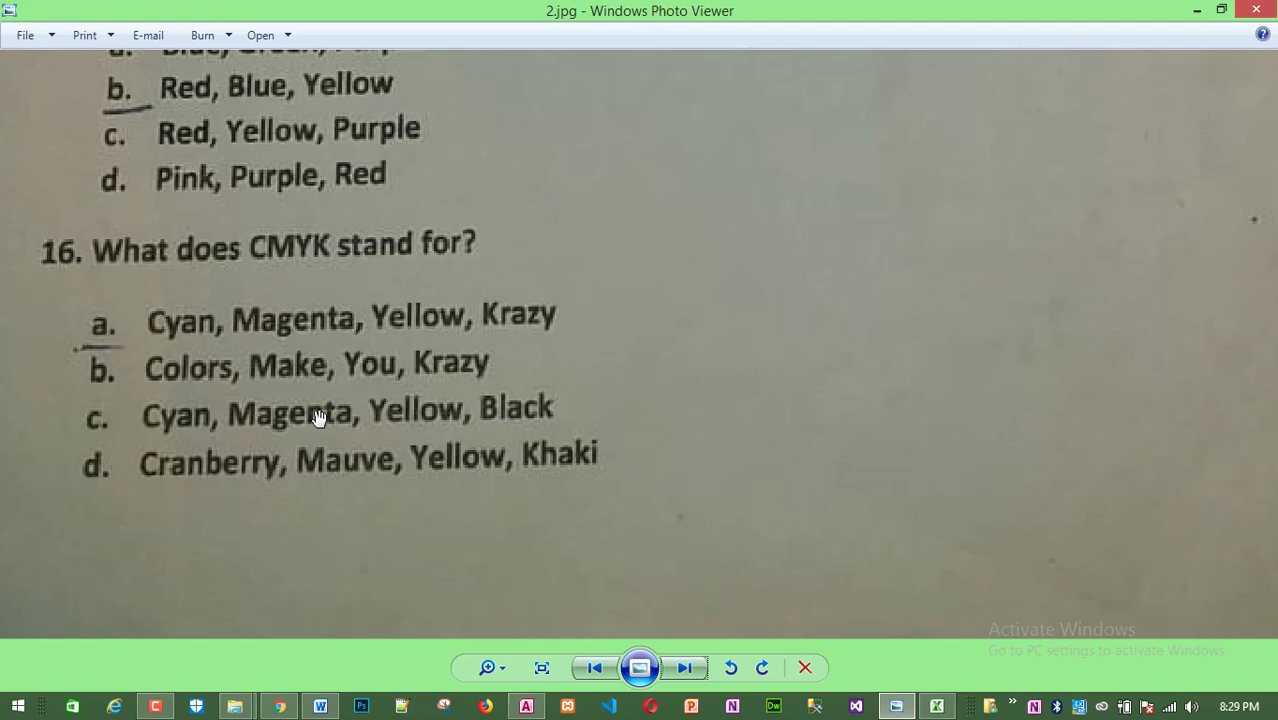 2.jpg - Windows Photo Viewer
File Print E-mail Burn Open
b. Red, Blue, Yellow
c. Red, Yellow, Purple
d. Pink, Purple, Red
16. What does CMYK stand for?
a. Cyan, Magenta, Yellow, Krazy
b. Colors, Make, You, Krazy
c. Cyan, Magenta, Yellow, Black
d. Cranberry, Mauve, Yellow, Khaki
Activate Windows
Go to PC settings to activate Windows.
8:29 PM